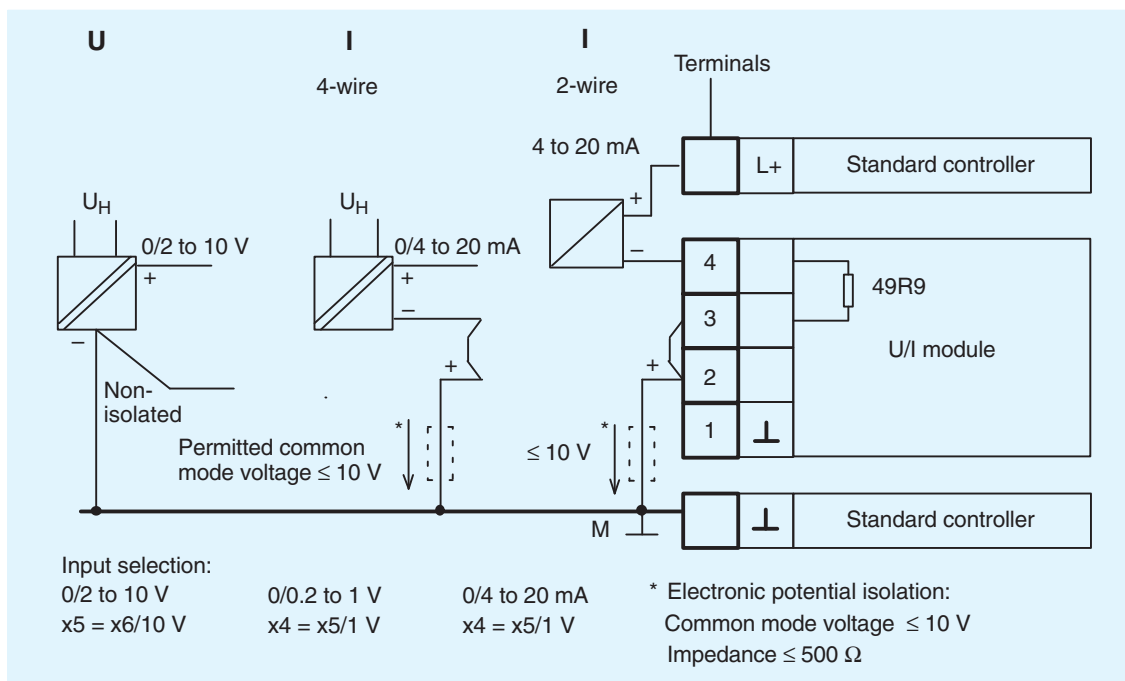 U
I
I
4-wire
2-wire
Terminals
4 to 20 mA
L+
Standard controller
UH
0/2 to 10 V
+
–
UH
0/4 to 20 mA
+
–
+
+
–
4
3
2
1
⊥
49R9
U/I module
+
Non-
isolated
Permitted common
mode voltage ≤ 10 V
*
≤ 10 V
*
M
⊥
Standard controller
Input selection:
0/2 to 10 V
x5 = x6/10 V
0/0.2 to 1 V
x4 = x5/1 V
0/4 to 20 mA
x4 = x5/1 V
* Electronic potential isolation:
Common mode voltage ≤ 10 V
Impedance ≤ 500 Ω